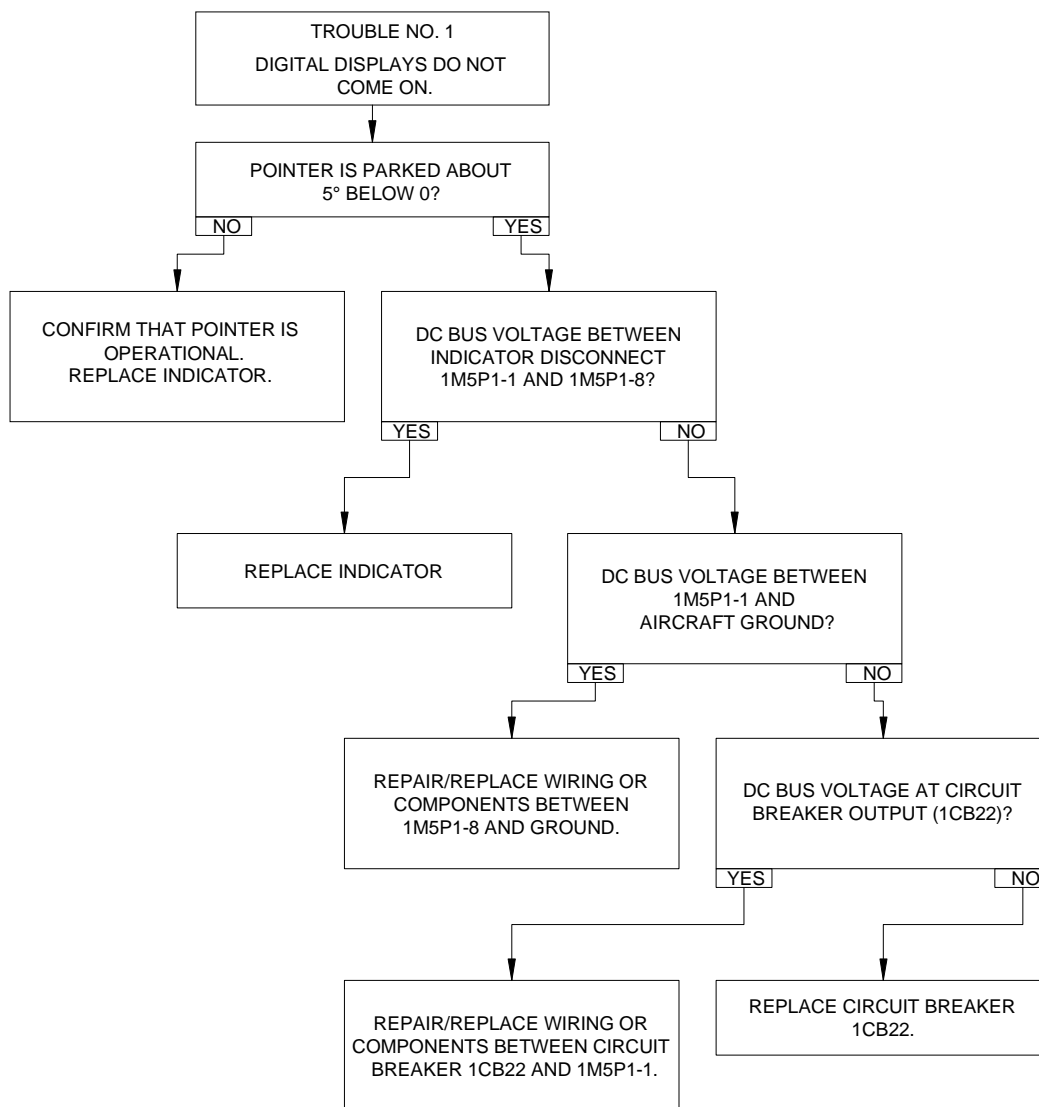 TROUBLE NO. 1
DIGITAL DISPLAYS DO NOT
COME ON.
POINTER IS PARKED ABOUT
5° BELOW 0?
NO
YES
CONFIRM THAT POINTER IS
OPERATIONAL.
REPLACE INDICATOR.
DC BUS VOLTAGE BETWEEN
INDICATOR DISCONNECT
1M5P1-1 AND 1M5P1-8?
YES
NO
REPLACE INDICATOR
DC BUS VOLTAGE BETWEEN
1M5P1-1 AND
AIRCRAFT GROUND?
YES
NO
REPAIR/REPLACE WIRING OR
COMPONENTS BETWEEN
1M5P1-8 AND GROUND.
DC BUS VOLTAGE AT CIRCUIT
BREAKER OUTPUT (1CB22)?
YES
NO
REPAIR/REPLACE WIRING OR
COMPONENTS BETWEEN CIRCUIT
BREAKER 1CB22 AND 1M5P1-1.
REPLACE CIRCUIT BREAKER
1CB22.